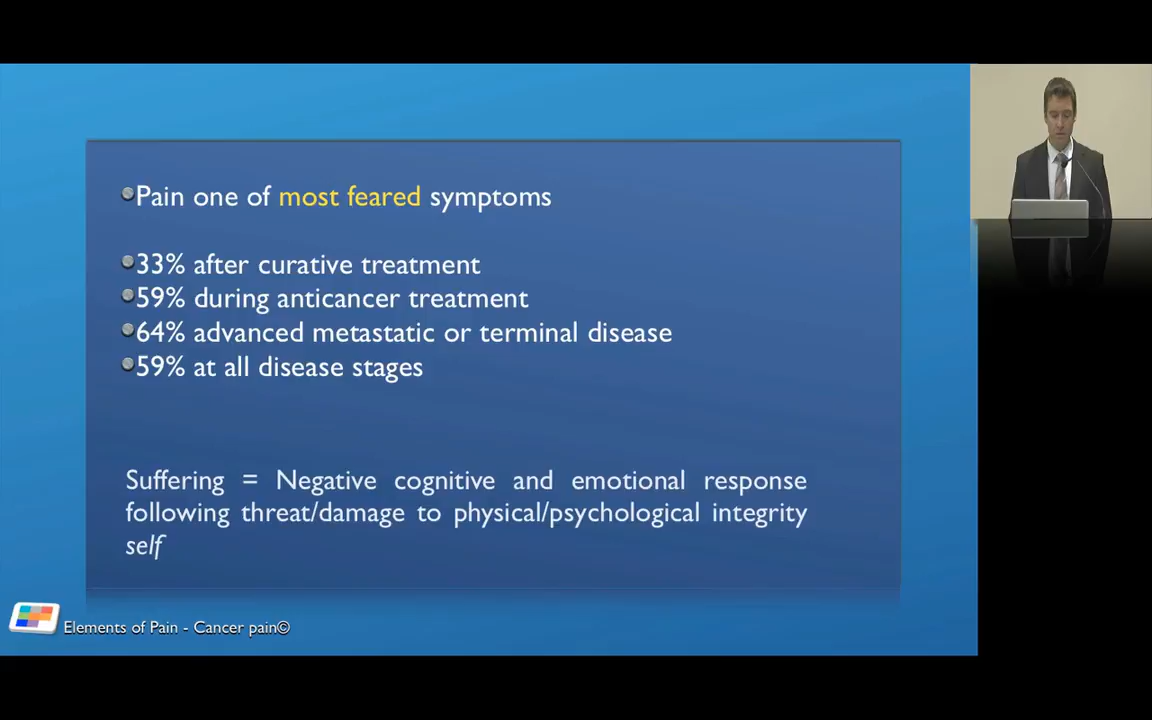 Pain one of most feared symptoms
33% after curative treatment
59% during anticancer treatment
64% advanced metastatic or terminal disease
59% at all disease stages
Suffering = Negative cognitive and emotional response
following threat/damage to physical/psychological integrity
self
Elements of Pain - Cancer pain©